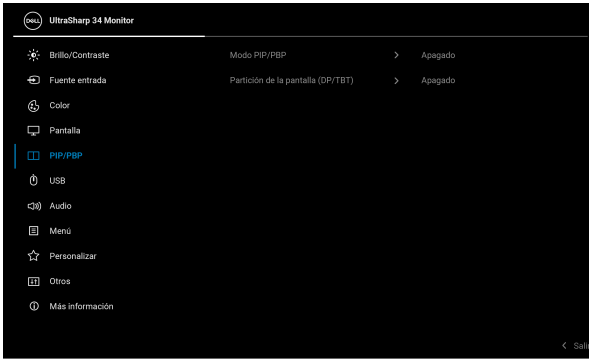 DELL UltraSharp 34 Monitor
Brillo/Contraste Modo PIP/PBP Apagado
Fuente entrada Partición de la pantalla (DP/TBT) Apagado
Color
Pantalla
PIP/PBP
USB
Audio
Menú
Personalizar
Otros
Más información